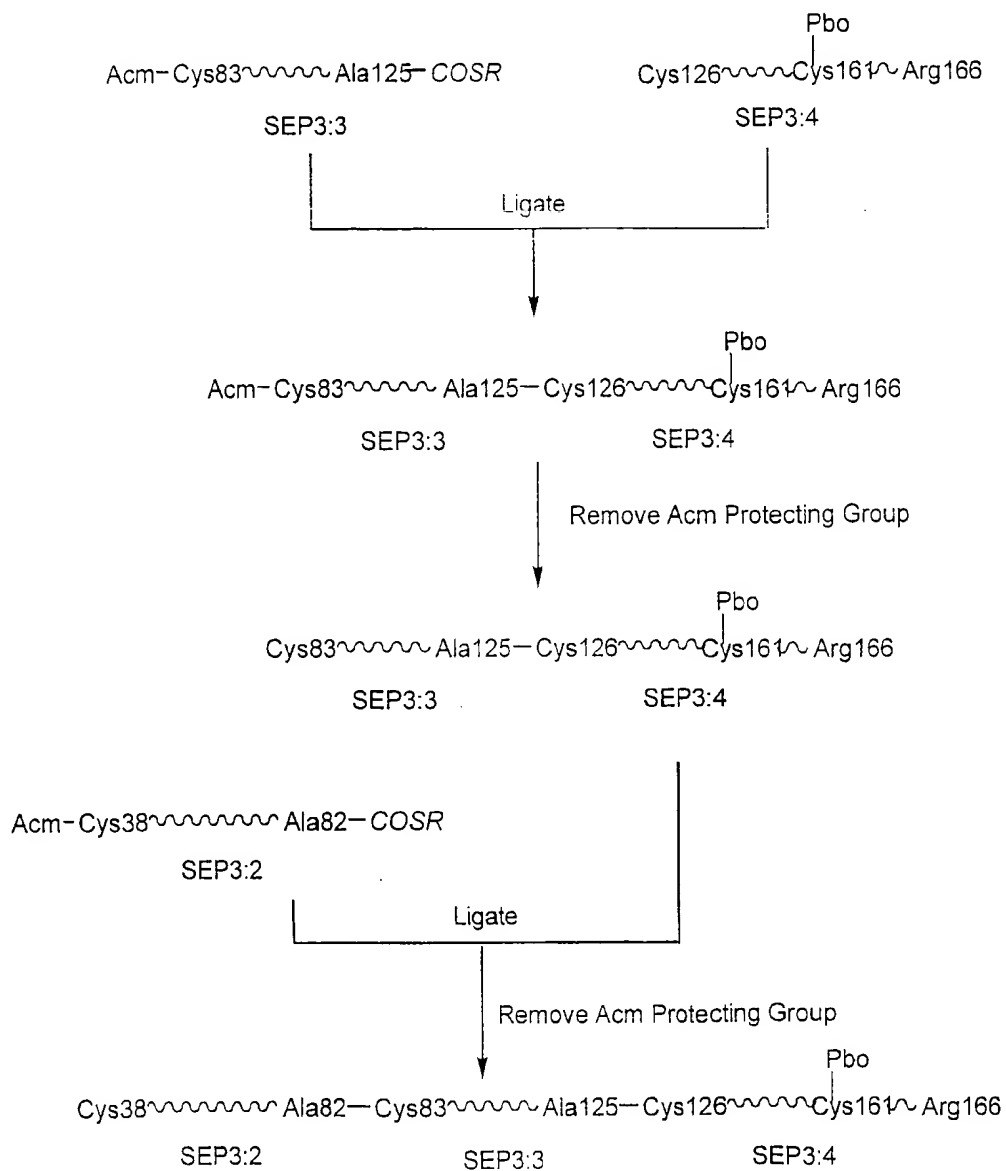 Pbo
Acm-Cys83 Ala125-COSR Cys126 Cys161 Arg166
SEP3:3 SEP3:4
Ligate
Pbo
Acm-Cys83 Ala125-Cys126 Cys161 Arg166
SEP3:3 SEP3:4
Remove Acm Protecting Group
Pbo
Cys83 Ala125-Cys126 Cys161 Arg166
SEP3:3 SEP3:4
Acm-Cys38 Ala82-COSR
SEP3:2
Ligate
Remove Acm Protecting Group
Pbo
Cys38 Ala82-Cys83 Ala125-Cys126 Cys161 Arg166
SEP3:2 SEP3:3 SEP3:4